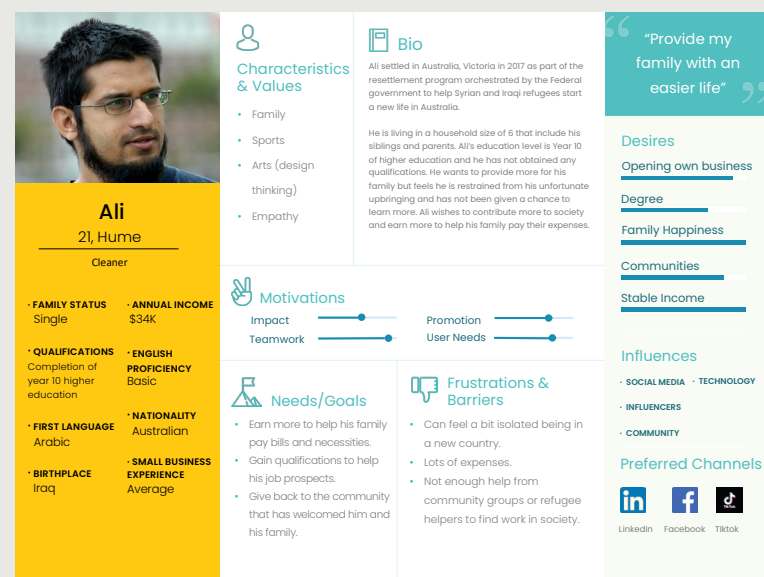 Ali
21, Hume
Cleaner
· FAMILY STATUS
Single
· ANNUAL INCOME
$34K
· QUALIFICATIONS
Completion of
year 10 higher
education
· ENGLISH
PROFICIENCY
Basic
· FIRST LANGUAGE
Arabic
· NATIONALITY
Australian
· BIRTHPLACE
Iraq
· SMALL BUSINESS
EXPERIENCE
Average
Characteristics
& Values
• Family
• Sports
• Arts (design
thinking)
• Empathy
Bio
Ali settled in Australia, Victoria in 2017 as part of the
resettlement program orchestrated by the Federal
government to help Syrian and Iraqi refugees start
a new life in Australia.
He is living in a household size of 6 that include his
siblings and parents. Ali's education level is Year 10
of higher education and he has not obtained any
qualifications. He wants to provide more for his
family but feels he is restrained from his unfortunate
upbringing and has not been given a chance to
learn more. Ali wishes to contribute more to society
and earn more to help his family pay their expenses.
Motivations
Impact
Teamwork
Promotion
User Needs
Needs/Goals
• Earn more to help his family
pay bills and necessities.
• Gain qualifications to help
his job prospects.
• Give back to the community
that has welcomed him and
his family.
Frustrations &
Barriers
• Can feel a bit isolated being in
a new country.
• Lots of expenses.
• Not enough help from
community groups or refugee
helpers to find work in society.
“Provide my
family with an
easier life”
Desires
Opening own business
Degree
Family Happiness
Communities
Stable Income
Influences
· SOCIAL MEDIA · TECHNOLOGY
· INFLUENCERS
· COMMUNITY
Preferred Channels
in
f
TikTok
LinkedIn Facebook Tiktok